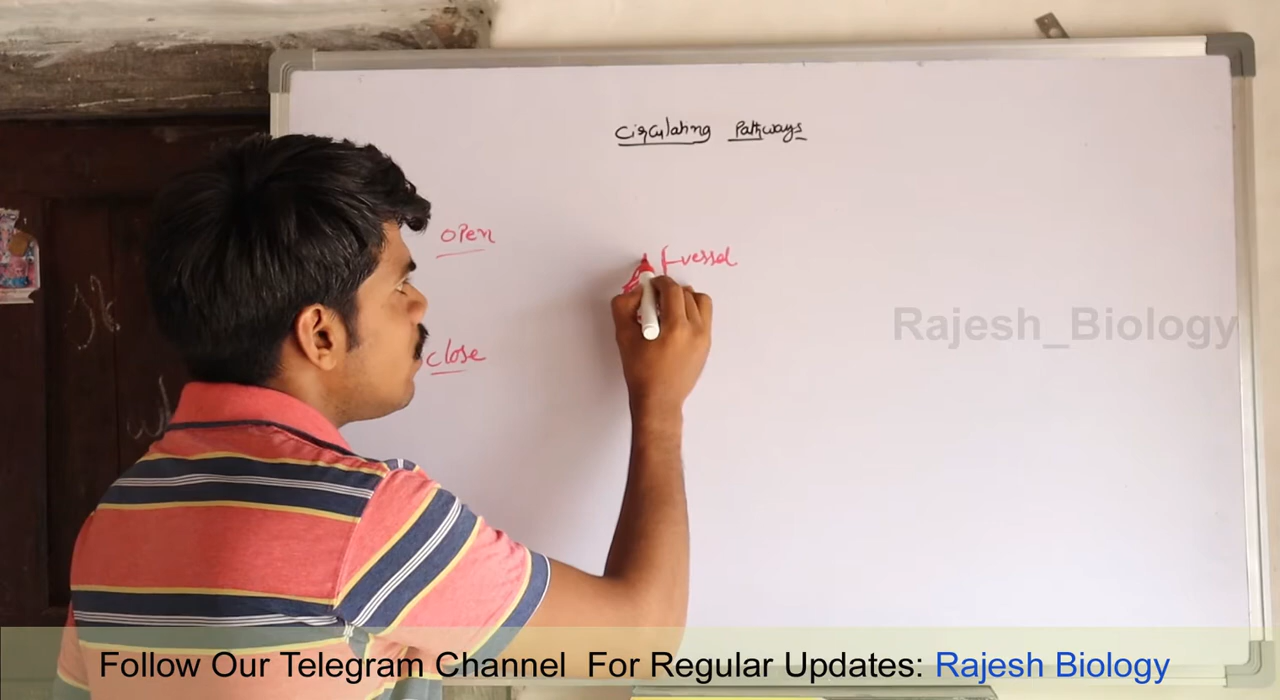 Circulating Pathways
open
vessel
close
Rajesh_Biology
Follow Our Telegram Channel For Regular Updates: Rajesh Biology